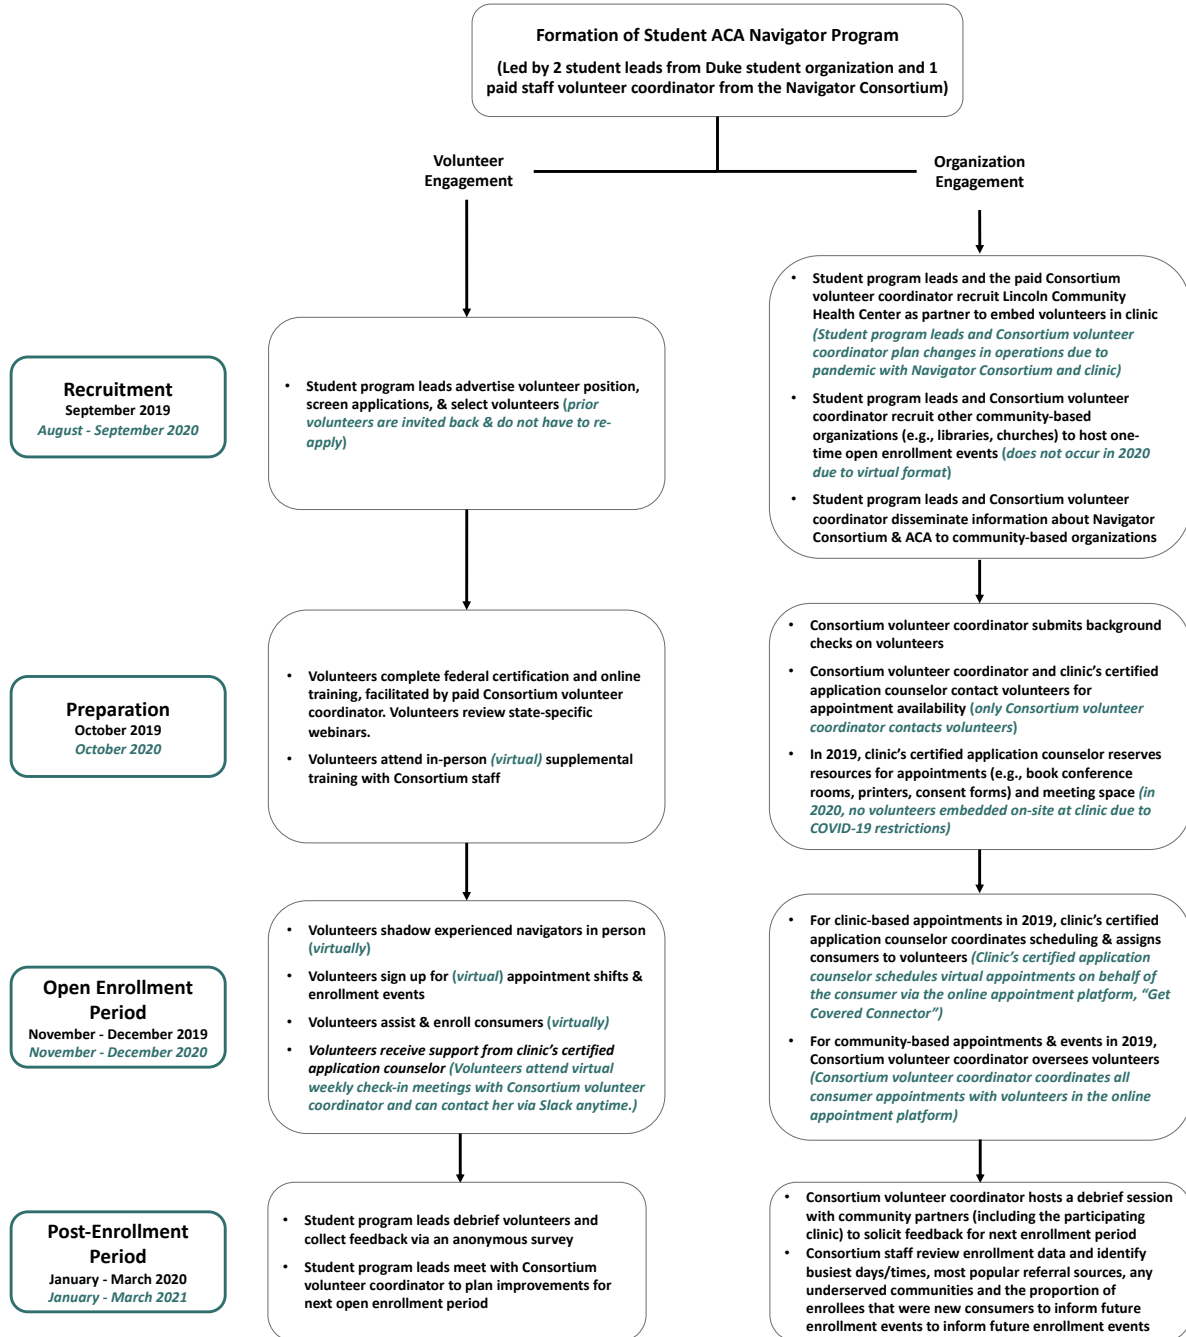 Formation of Student ACA Navigator Program
(Led by 2 student leads from Duke student organization and 1
paid staff volunteer coordinator from the Navigator Consortium)
Volunteer
Engagement
Organization
Engagement
Recruitment
September 2019
August - September 2020
• Student program leads advertise volunteer position,
screen applications, & select volunteers (prior
volunteers are invited back & do not have to re-
apply)
• Student program leads and the paid Consortium
volunteer coordinator recruit Lincoln Community
Health Center as partner to embed volunteers in clinic
(Student program leads and Consortium volunteer
coordinator plan changes in operations due to
pandemic with Navigator Consortium and clinic)
• Student program leads and Consortium volunteer
coordinator recruit other community-based
organizations (e.g., libraries, churches) to host one-
time open enrollment events (does not occur in 2020
due to virtual format)
• Student program leads and Consortium volunteer
coordinator disseminate information about Navigator
Consortium & ACA to community-based organizations
Preparation
October 2019
October 2020
• Volunteers complete federal certification and online
training, facilitated by paid Consortium volunteer
coordinator. Volunteers review state-specific
webinars.
• Volunteers attend in-person (virtual) supplemental
training with Consortium staff
• Consortium volunteer coordinator submits background
checks on volunteers
• Consortium volunteer coordinator and clinic's certified
application counselor contact volunteers for
appointment availability (only Consortium volunteer
coordinator contacts volunteers)
• In 2019, clinic's certified application counselor reserves
resources for appointments (e.g., book conference
rooms, printers, consent forms) and meeting space (in
2020, no volunteers embedded on-site at clinic due to
COVID-19 restrictions)
Open Enrollment
Period
November - December 2019
November - December 2020
• Volunteers shadow experienced navigators in person
(virtually)
• Volunteers sign up for (virtual) appointment shifts &
enrollment events
• Volunteers assist & enroll consumers (virtually)
• Volunteers receive support from clinic's certified
application counselor (Volunteers attend virtual
weekly check-in meetings with Consortium volunteer
coordinator and can contact her via Slack anytime.)
• For clinic-based appointments in 2019, clinic's certified
application counselor coordinates scheduling & assigns
consumers to volunteers (Clinic's certified application
counselor schedules virtual appointments on behalf of
the consumer via the online appointment platform, "Get
Covered Connector")
• For community-based appointments & events in 2019,
Consortium volunteer coordinator oversees volunteers
(Consortium volunteer coordinator coordinates all
consumer appointments with volunteers in the online
appointment platform)
Post-Enrollment
Period
January - March 2020
January - March 2021
• Student program leads debrief volunteers and
collect feedback via an anonymous survey
• Student program leads meet with Consortium
volunteer coordinator to plan improvements for
next open enrollment period
• Consortium volunteer coordinator hosts a debrief session
with community partners (including the participating
clinic) to solicit feedback for next enrollment period
• Consortium staff review enrollment data and identify
busiest days/times, most popular referral sources, any
underserved communities and the proportion of
enrollees that were new consumers to inform future
enrollment events to inform future enrollment events